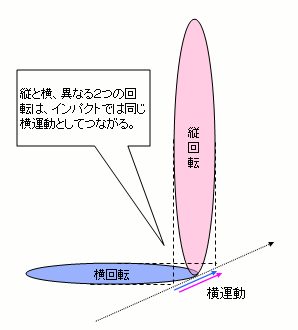 縦と横、異なる2つの回
転は、インパクトでは同じ
横運動としてつながる。
縦回転
横回転
横運動